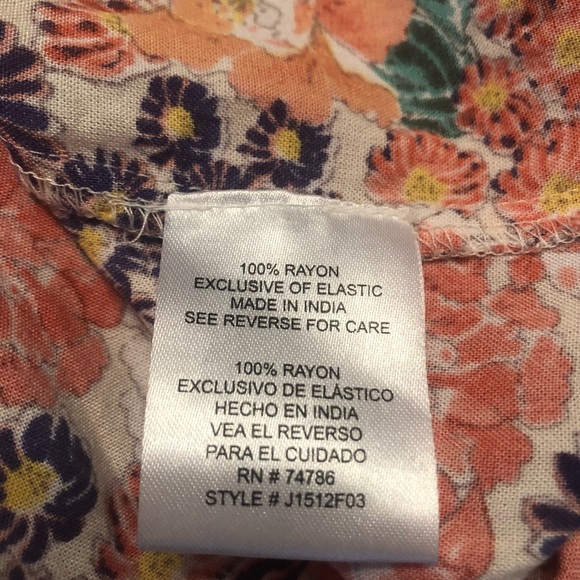 100% RAYON
EXCLUSIVE OF ELASTIC
MADE IN INDIA
SEE REVERSE FOR CARE
100% RAYON
EXCLUSIVO DE ELÁSTICO
HECHO EN INDIA
VEA EL REVERSO
PARA EL CUIDADO
RN # 74786
STYLE # J1512F03